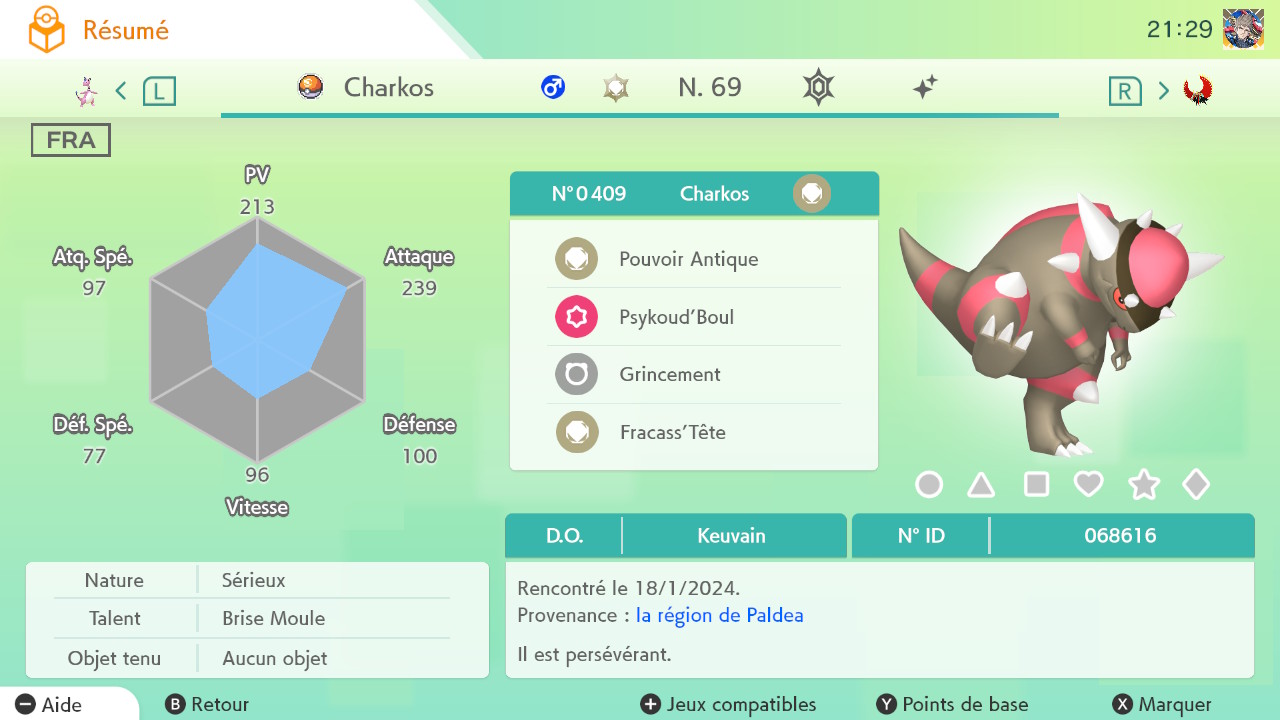 Résumé
21:29
L
Charkos
N. 69
R
FRA
PV
213
Atq. Spé.
97
Attaque
239
Déf. Spé.
77
Défense
100
96
Vitesse
N°0409 Charkos
Pouvoir Antique
Psykoud'Boul
Grincement
Fracass'Tête
D.O. Keuvain
N° ID 068616
Nature Sérieux
Talent Brise Moule
Objet tenu Aucun objet
Rencontré le 18/1/2024.
Provenance : la région de Paldea
Il est persévérant.
Aide
B Retour
Jeux compatibles
Y Points de base
X Marquer